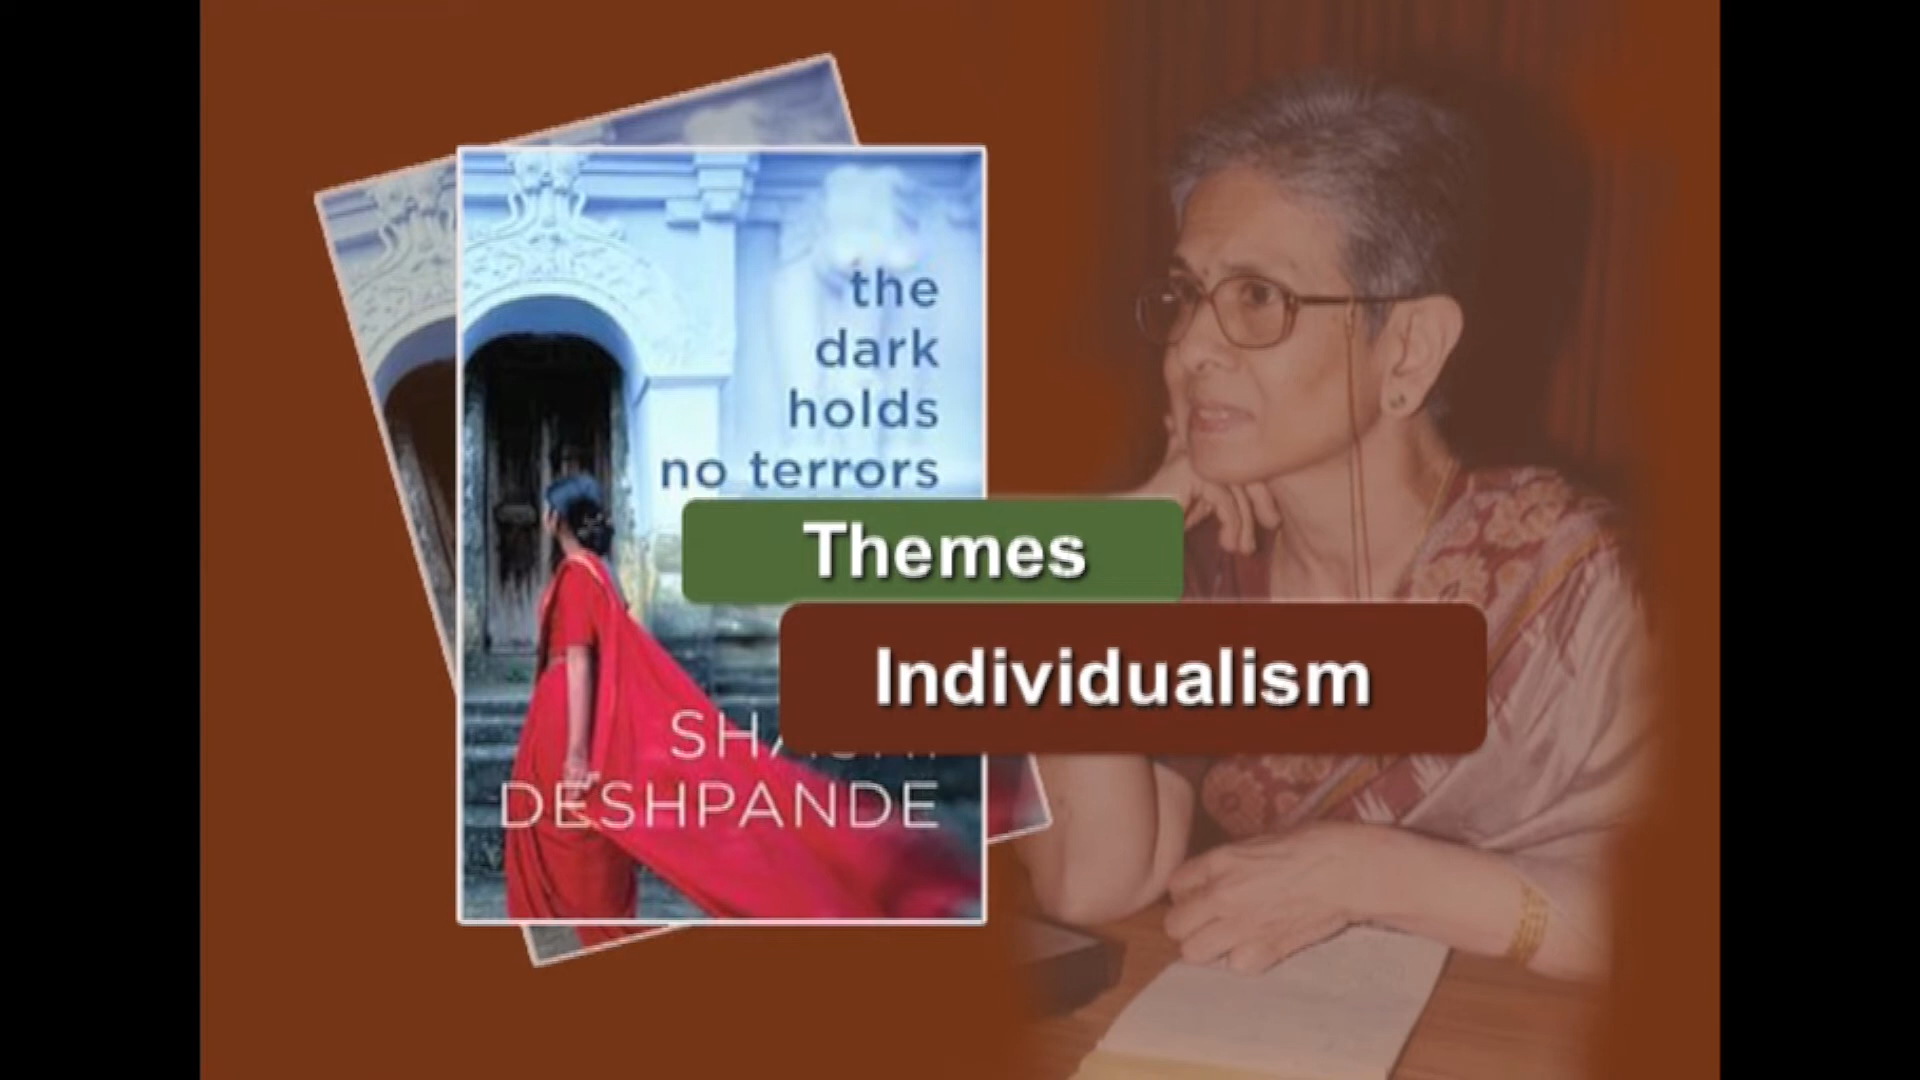 the
dark
holds
no terrors
Themes
Individualism
DESHPANDE